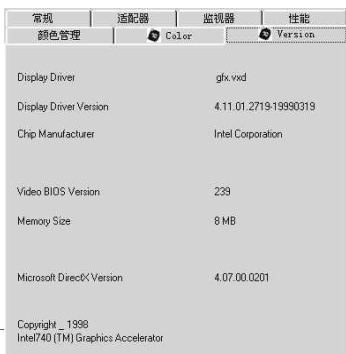 常规 适配器 监视器 性能
颜色管理 Color Version
Display Driver gfx.vxd
Display Driver Version 4.11.01.2719-19990319
Chip Manufacturer Intel Corporation
Video BIOS Version 239
Memory Size 8 MB
Microsoft DirectX Version 4.07.00.0201
Copyright _ 1998
Intel740 (TM) Graphics Accelerator